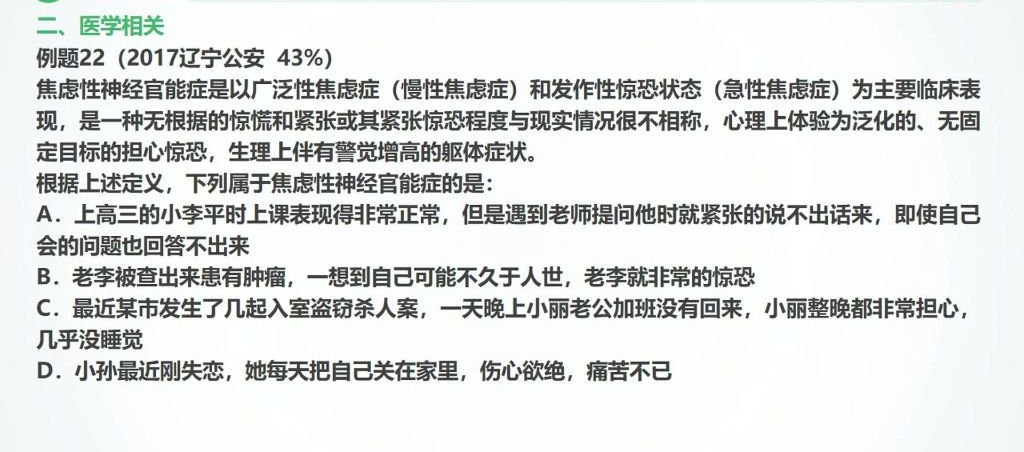 二、医学相关
例题22（2017辽宁公安 43%）
焦虑性神经官能症是以广泛性焦虑症（慢性焦虑症）和发作性惊恐状态（急性焦虑症）为主要临床表
现，是一种无根据的惊慌和紧张或其紧张惊恐程度与现实情况很不相称，心理上体验为泛化的、无固
定目标的担心惊恐，生理上伴有警觉增高的躯体症状。
根据上述定义，下列属于焦虑性神经官能症的是：
A．上高三的小李平时上课表现得非常正常，但是遇到老师提问他时就紧张的说不出话来，即使自己
会的问题也回答不出来
B．老李被查出来患有肿瘤，一想到自己可能不久于人世，老李就非常的惊恐
C．最近某市发生了几起入室盗窃杀人案，一天晚上小丽老公加班没有回来，小丽整晚都非常担心，
几乎没睡觉
D．小孙最近刚失恋，她每天把自己关在家里，伤心欲绝，痛苦不已